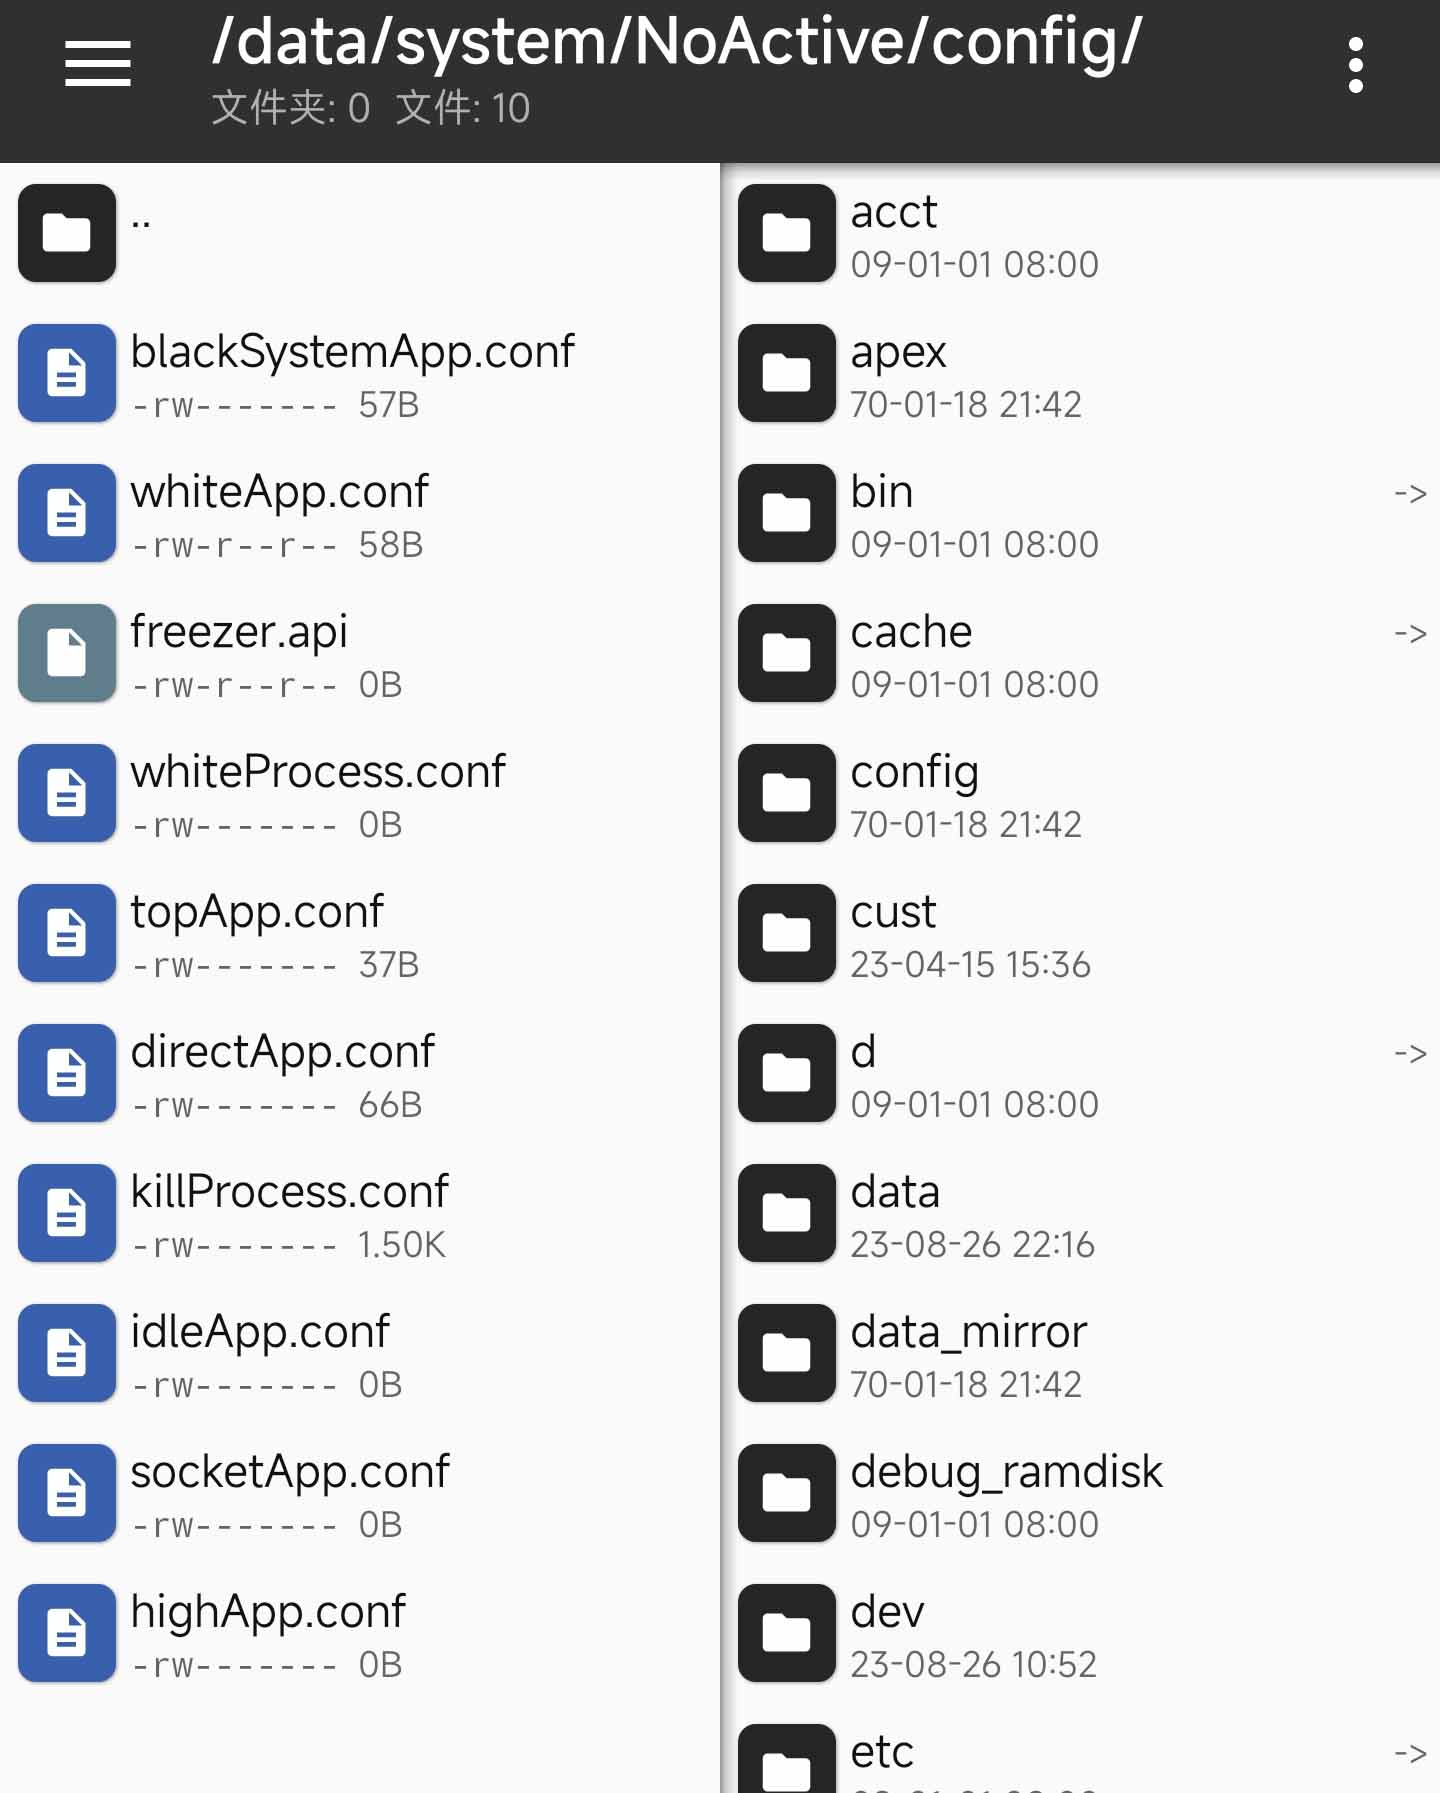 /data/system/NoActive/config/
文件夹: 0 文件: 10
..
blackSystemApp.conf
-rw------- 57B
whiteApp.conf
-rw-r--r-- 58B
freezer.api
-rw-r--r-- 0B
whiteProcess.conf
-rw------- 0B
topApp.conf
-rw------- 37B
directApp.conf
-rw------- 66B
killProcess.conf
-rw------- 1.50K
idleApp.conf
-rw------- 0B
socketApp.conf
-rw------- 0B
highApp.conf
-rw------- 0B
acct
09-01-01 08:00
apex
70-01-18 21:42
bin ->
09-01-01 08:00
cache ->
09-01-01 08:00
config
70-01-18 21:42
cust
23-04-15 15:36
d ->
09-01-01 08:00
data
23-08-26 22:16
data_mirror
70-01-18 21:42
debug_ramdisk
09-01-01 08:00
dev
23-08-26 10:52
etc ->